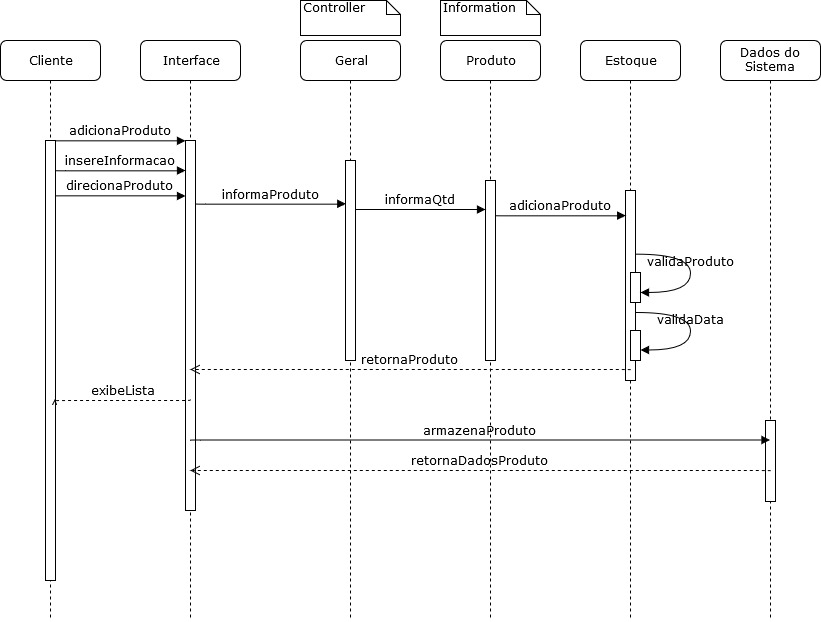 Controller
Information
Cliente
Interface
Geral
Produto
Estoque
Dados do
Sistema
adicionaProduto
insereInformacao
direcionaProduto
informaProduto
informaQtd
adicionaProduto
validaProduto
validaData
retornaProduto
exibeLista
armazenaProduto
retornaDadosProduto